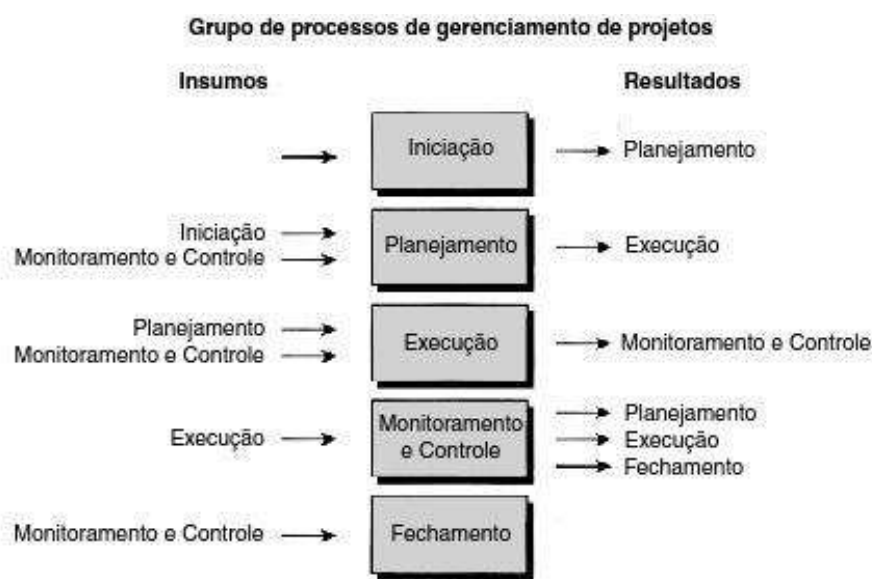 Grupo de processos de gerenciamento de projetos
Insumos
Resultados
Iniciação
Planejamento
Iniciação
Monitoramento e Controle
Planejamento
Execução
Planejamento
Monitoramento e Controle
Execução
Monitoramento e Controle
Execução
Monitoramento
e Controle
Planejamento
Execução
Fechamento
Monitoramento e Controle
Fechamento